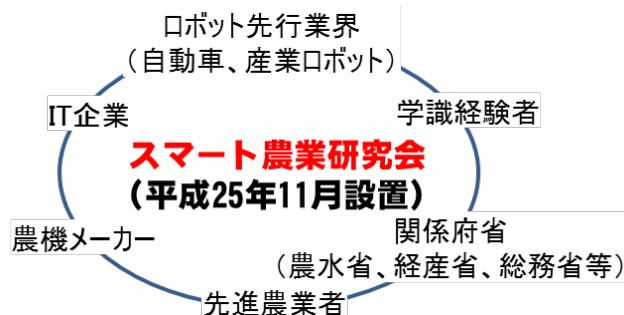 ロボット先行業界
（自動車、産業ロボット）
IT企業
学識経験者
スマート農業研究会
（平成25年11月設置）
農機メーカー
関係府省
（農水省、経産省、総務省等）
先進農業者